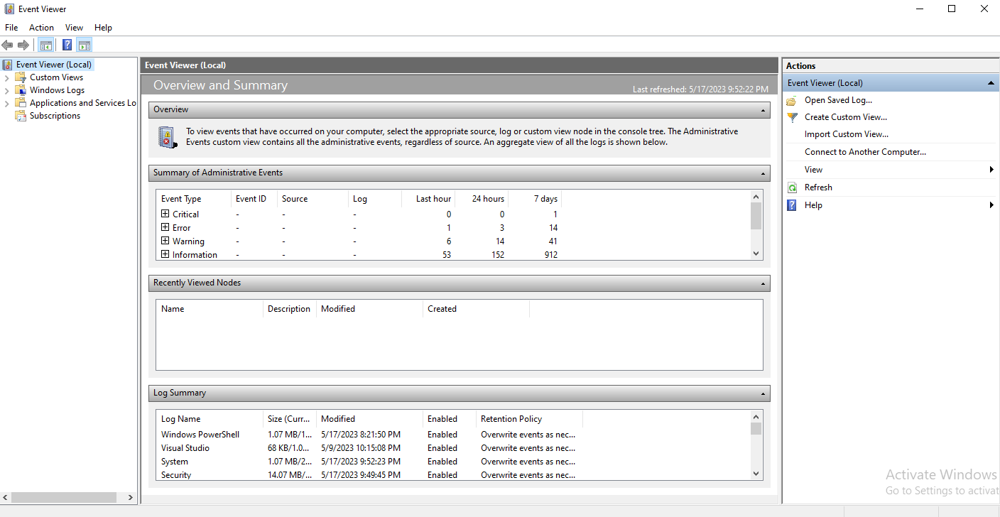 Event Viewer
File Action View Help
Event Viewer (Local)
Custom Views
Windows Logs
Applications and Services Lo
Subscriptions
Event Viewer (Local)
Overview and Summary Last refreshed: 5/17/2023 9:52:22 PM
Overview
To view events that have occurred on your computer, select the appropriate source, log or custom view node in the console tree. The Administrative
Events custom view contains all the administrative events, regardless of source. An aggregate view of all the logs is shown below.
Summary of Administrative Events
Event Type Event ID Source Log Last hour 24 hours 7 days
Critical - - - 0 0 1
Error - - - 1 3 14
Warning - - - 6 14 41
Information - - - 53 152 912
Recently Viewed Nodes
Name Description Modified Created
Log Summary
Log Name Size (Curr... Modified Enabled Retention Policy
Windows PowerShell 1.07 MB/1... 5/17/2023 8:21:50 PM Enabled Overwrite events as nec...
Visual Studio 68 KB/1.0... 5/9/2023 10:15:08 PM Enabled Overwrite events as nec...
System 1.07 MB/2... 5/17/2023 9:52:23 PM Enabled Overwrite events as nec...
Security 14.07 MB/... 5/17/2023 9:49:45 PM Enabled Overwrite events as nec...
Actions
Event Viewer (Local)
Open Saved Log...
Create Custom View...
Import Custom View...
Connect to Another Computer...
View
Refresh
Help
Activate Windows
Go to Settings to activat